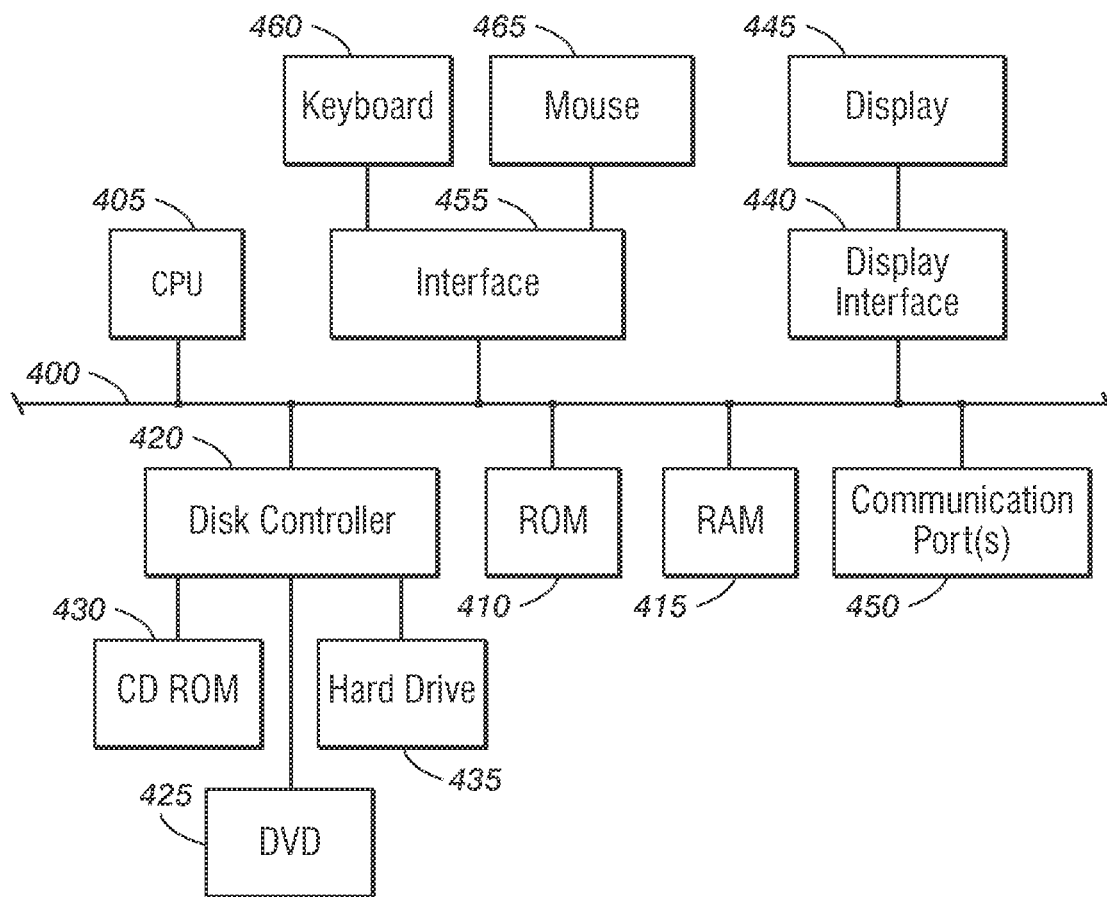 460
465
445
Keyboard
Mouse
Display
405
455
440
CPU
Interface
Display
Interface
400
420
Disk Controller
ROM
RAM
Communication
Port(s)
430
410
415
450
CD ROM
Hard Drive
435
425
DVD